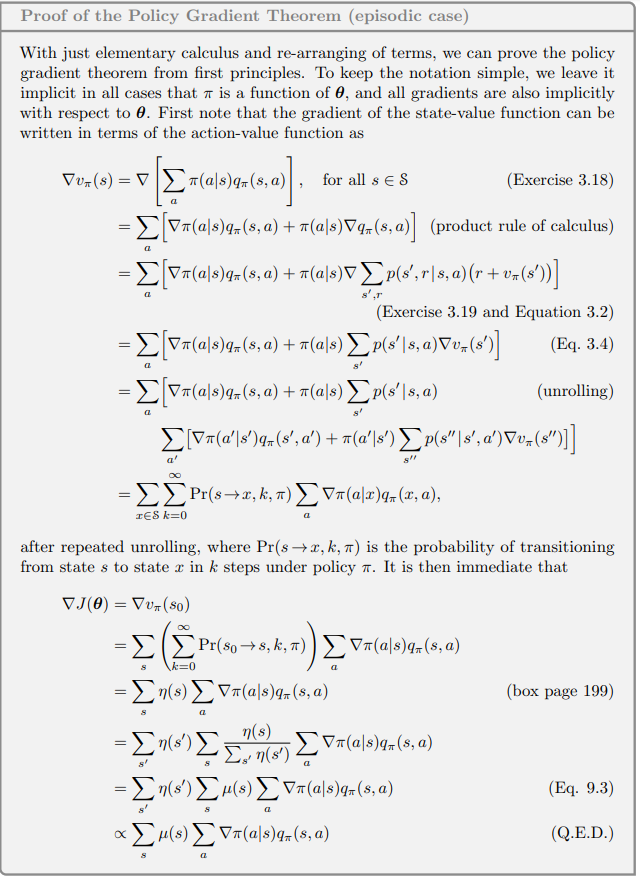 Proof of the Policy Gradient Theorem (episodic case)
With just elementary calculus and re-arranging of terms, we can prove the policy
gradient theorem from first principles. To keep the notation simple, we leave it
implicit in all cases that π is a function of θ, and all gradients are also implicitly
with respect to θ. First note that the gradient of the state-value function can be
written in terms of the action-value function as
∇v_π(s) = ∇ [∑_a π(a|s)q_π(s, a)], for all s ∈ 𝒮 (Exercise 3.18)
= ∑_a [∇π(a|s)q_π(s, a) + π(a|s)∇q_π(s, a)] (product rule of calculus)
= ∑_a [∇π(a|s)q_π(s, a) + π(a|s)∇ ∑_{s′,r} p(s′, r|s, a)(r + v_π(s′))]
(Exercise 3.19 and Equation 3.2)
= ∑_a [∇π(a|s)q_π(s, a) + π(a|s) ∑_{s′} p(s′|s, a)∇v_π(s′)] (Eq. 3.4)
= ∑_a [∇π(a|s)q_π(s, a) + π(a|s) ∑_{s′} p(s′|s, a) (unrolling)
∑_{a′} [∇π(a′|s′)q_π(s′, a′) + π(a′|s′) ∑_{s″} p(s″|s′, a′)∇v_π(s″)]]
= ∑_{x∈𝒮} ∑_{k=0}^∞ Pr(s→x, k, π) ∑_a ∇π(a|x)q_π(x, a),
after repeated unrolling, where Pr(s→x, k, π) is the probability of transitioning
from state s to state x in k steps under policy π. It is then immediate that
∇J(θ) = ∇v_π(s₀)
= ∑_s (∑_{k=0}^∞ Pr(s₀→s, k, π)) ∑_a ∇π(a|s)q_π(s, a)
= ∑_s η(s) ∑_a ∇π(a|s)q_π(s, a) (box page 199)
= ∑_{s′} η(s′) ∑_s η(s)/∑_{s′} η(s′) ∑_a ∇π(a|s)q_π(s, a)
= ∑_{s′} η(s′) ∑_s μ(s) ∑_a ∇π(a|s)q_π(s, a) (Eq. 9.3)
∝ ∑_s μ(s) ∑_a ∇π(a|s)q_π(s, a) (Q.E.D.)